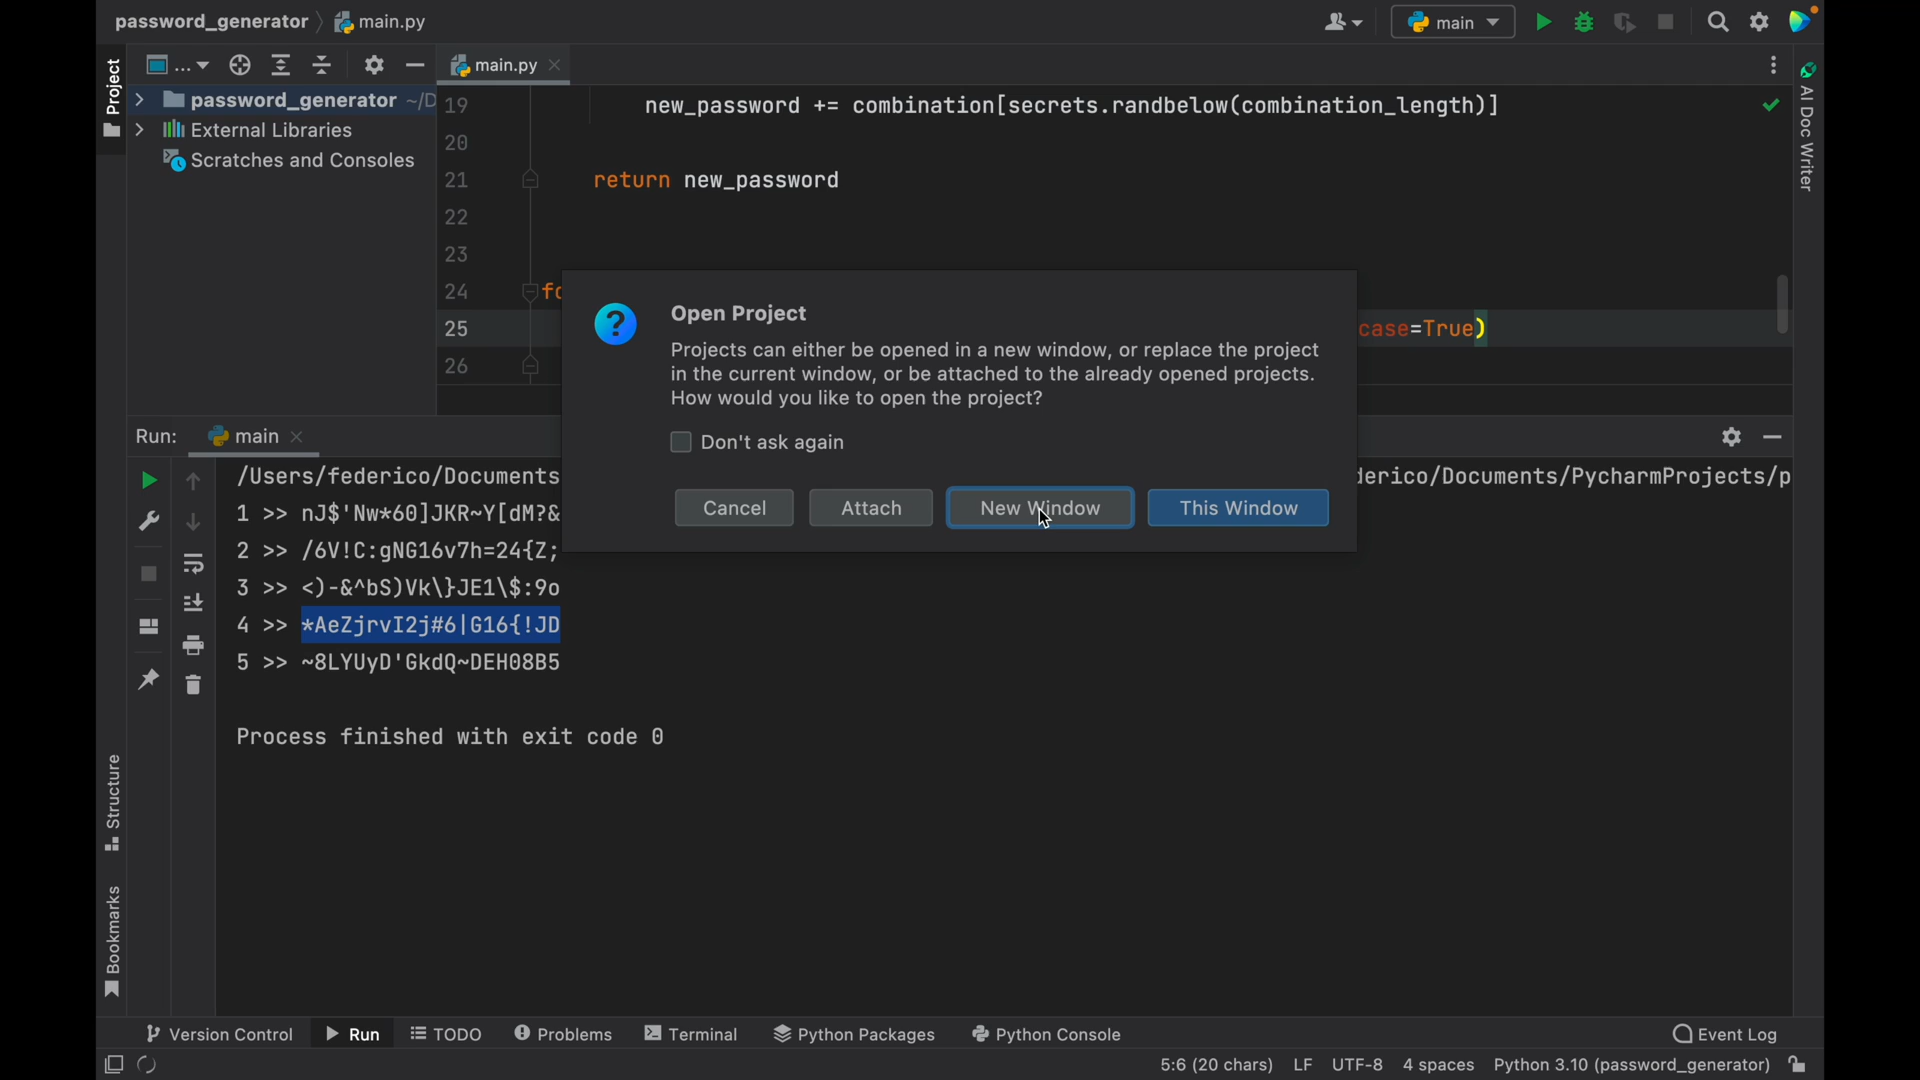 password_generator
main.py
main
Project
...
main.py
password_generator ~/D
External Libraries
Scratches and Consoles
19 new_password += combination[secrets.randbelow(combination_length)]
20
21 return new_password
22
23
24
25 case=True)
26
AI Doc Writer
Open Project
Projects can either be opened in a new window, or replace the project
in the current window, or be attached to the already opened projects.
How would you like to open the project?
Don't ask again
Cancel
Attach
New Window
This Window
Run:
main
/Users/federico/Documents
derico/Documents/PycharmProjects/p
1 >> nJ$'Nw*60]JKR~Y[dM?&
2 >> /6V!C:gNG16v7h=24{Z;
3 >> <)-&^bS)Vk\}JE1\$:9o
4 >> *AeZjrvI2j#6|G16{!JD
5 >> ~8LYUyD'GkdQ~DEH08B5
Process finished with exit code 0
Structure
Bookmarks
Version Control
Run
TODO
Problems
Terminal
Python Packages
Python Console
Event Log
5:6 (20 chars)
LF
UTF-8
4 spaces
Python 3.10 (password_generator)